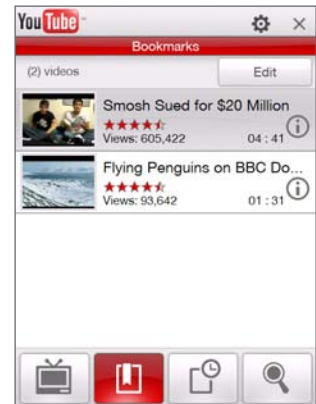 YouTube
Bookmarks
(2) videos
Edit
Smosh Sued for $20 Million
Views: 605,422
04 : 41
Flying Penguins on BBC Do...
Views: 93,642
01 : 31